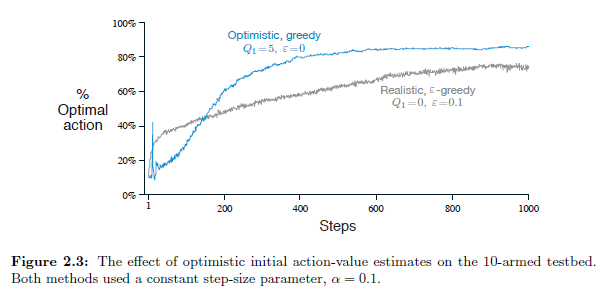 100%
80%
60%
40%
20%
0%
%
Optimal
action
Optimistic, greedy
Q₁=5, ε=0
Realistic, ε-greedy
Q₁=0, ε=0.1
1
200
400
600
800
1000
Steps
Figure 2.3: The effect of optimistic initial action-value estimates on the 10-armed testbed.
Both methods used a constant step-size parameter, α = 0.1.